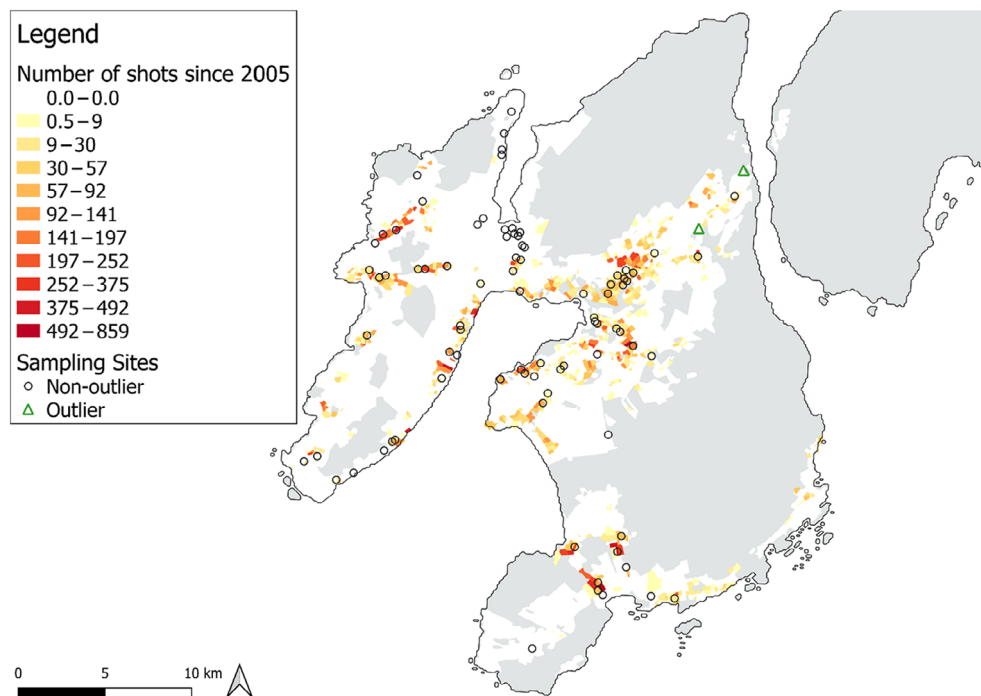 Legend
Number of shots since 2005
0.0–0.0
0.5–9
9–30
30–57
57–92
92–141
141–197
197–252
252–375
375–492
492–859
Sampling Sites
Non-outlier
Outlier
0 5 10 km